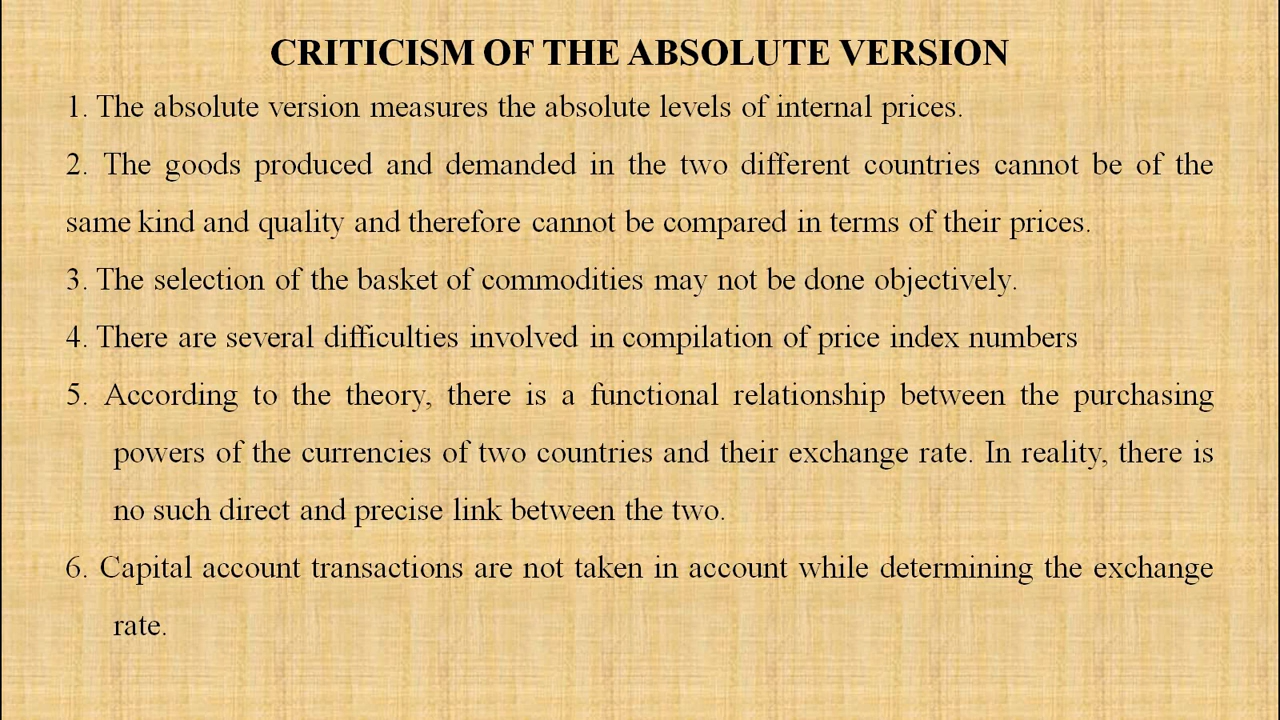 CRITICISM OF THE ABSOLUTE VERSION
1. The absolute version measures the absolute levels of internal prices.
2. The goods produced and demanded in the two different countries cannot be of the
same kind and quality and therefore cannot be compared in terms of their prices.
3. The selection of the basket of commodities may not be done objectively.
4. There are several difficulties involved in compilation of price index numbers
5. According to the theory, there is a functional relationship between the purchasing
powers of the currencies of two countries and their exchange rate. In reality, there is
no such direct and precise link between the two.
6. Capital account transactions are not taken in account while determining the exchange
rate.